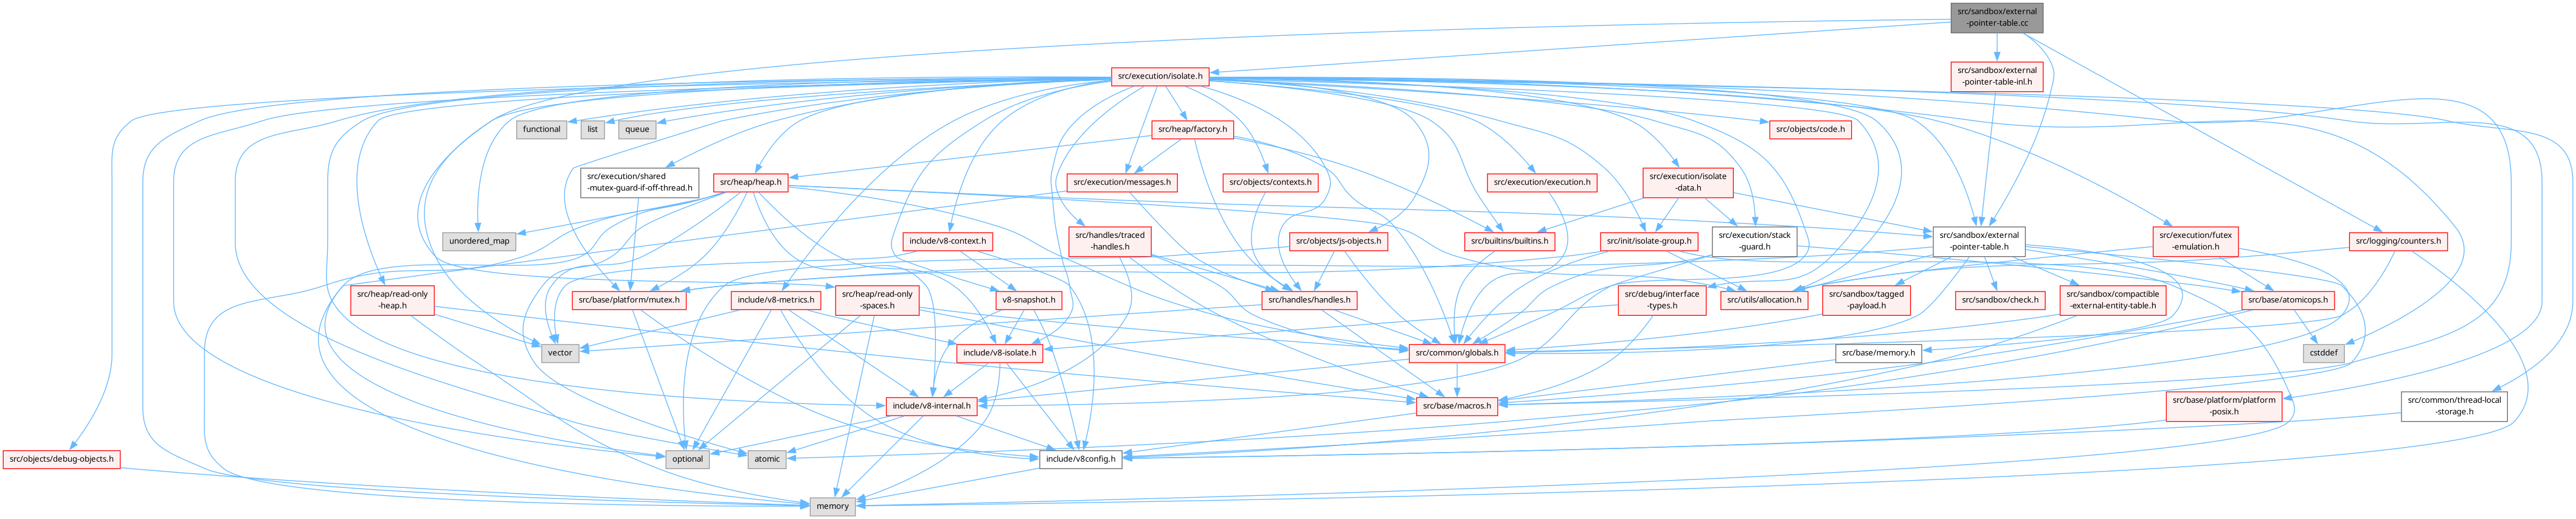 src/sandbox/external
-pointer-table.cc
src/execution/isolate.h
src/sandbox/external
-pointer-table-inl.h
functional
list
queue
src/heap/factory.h
src/objects/code.h
src/execution/shared
-mutex-guard-if-off-thread.h
src/heap/heap.h
src/execution/messages.h
src/objects/contexts.h
src/execution/execution.h
src/execution/isolate
-data.h
unordered_map
include/v8-context.h
src/handles/traced
-handles.h
src/objects/js-objects.h
src/builtins/builtins.h
src/init/isolate-group.h
src/execution/stack
-guard.h
src/sandbox/external
-pointer-table.h
src/execution/futex
-emulation.h
src/logging/counters.h
src/heap/read-only
-heap.h
src/base/platform/mutex.h
include/v8-metrics.h
src/heap/read-only
-spaces.h
v8-snapshot.h
src/handles/handles.h
src/debug/interface
-types.h
src/utils/allocation.h
src/sandbox/tagged
-payload.h
src/sandbox/check.h
src/sandbox/compactible
-external-entity-table.h
src/base/atomicops.h
vector
include/v8-isolate.h
src/common/globals.h
src/base/memory.h
cstddef
include/v8-internal.h
src/base/macros.h
src/base/platform/platform
-posix.h
src/common/thread-local
-storage.h
src/objects/debug-objects.h
optional
atomic
include/v8config.h
memory